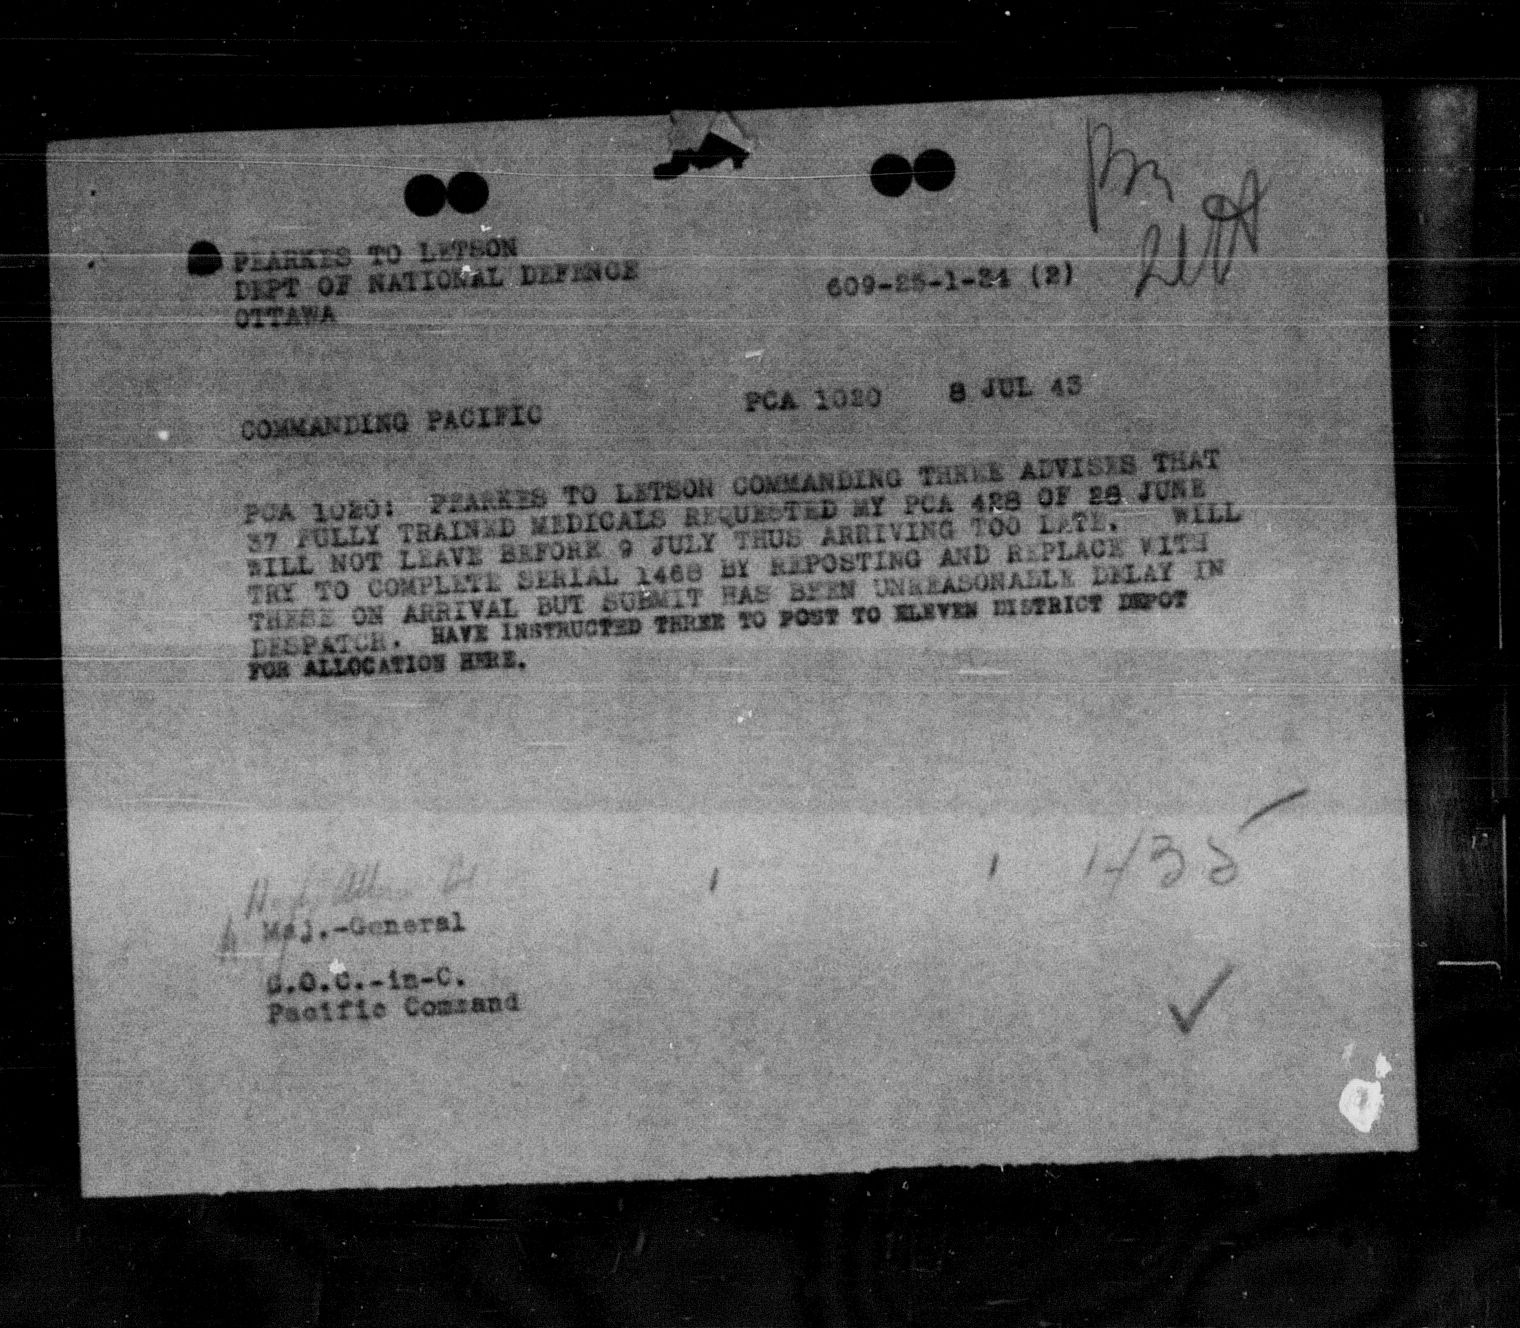 PEARKES TO LETSON
DEPT OF NATIONAL DEFENCE
OTTAWA
609-25-1-24 (2)
COMMANDING PACIFIC
PCA 1020 8 JUL 43
PCA 1020: PEARKES TO LETSON COMMANDING THREE ADVISES THAT
37 FULLY TRAINED MEDICALS REQUESTED MY PCA 428 OF 28 JUNE
WILL NOT LEAVE BEFORE 9 JULY THUS ARRIVING TOO LATE. WILL
TRY TO COMPLETE SERIAL 1468 BY REPOSTING AND REPLACE WITH
THESE ON ARRIVAL BUT SUBMIT HAS BEEN UNREASONABLE DELAY IN
DESPATCH. HAVE INSTRUCTED THREE TO POST TO ELEVEN DISTRICT DEPOT
FOR ALLOCATION HERE.
1435
Maj.-General
G.O.C.-in-C.
Pacific Command